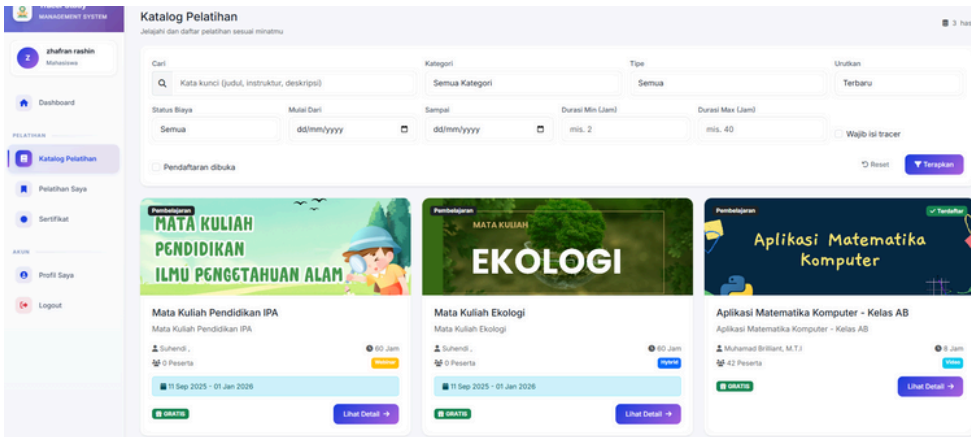 MANAGEMENT SYSTEM
z
zhafran rashin
Mahasiswa
Dashboard
PELATIHAN
Katalog Pelatihan
Pelatihan Saya
Sertifikat
AKUN
Profil Saya
Logout
Katalog Pelatihan
Jelajahi dan daftar pelatihan sesuai minatmu
3 has
Cari
Kategori
Tipe
Urutkan
Kata kunci (judul, instruktur, deskripsi)
Semua Kategori
Semua
Terbaru
Status Biaya
Mulai Dari
Sampai
Durasi Min (Jam)
Durasi Max (Jam)
Semua
dd/mm/yyyy
dd/mm/yyyy
mis. 2
mis. 40
Wajib isi tracer
Pendaftaran dibuka
Reset
Terapkan
Pembelajaran
MATA KULIAH
PENDIDIKAN
ILMU PENGETAHUAN ALAM
Mata Kuliah Pendidikan IPA
Mata Kuliah Pendidikan IPA
Suhendi ,
60 Jam
0 Peserta
Webinar
11 Sep 2025 - 01 Jan 2026
GRATIS
Lihat Detail →
Pembelajaran
MATA KULIAH
EKOLOGI
Mata Kuliah Ekologi
Mata Kuliah Ekologi
Suhendi ,
60 Jam
0 Peserta
Hybrid
11 Sep 2025 - 01 Jan 2026
GRATIS
Lihat Detail →
Pembelajaran
Terdaftar
Aplikasi Matematika
Komputer
Aplikasi Matematika Komputer - Kelas AB
Aplikasi Matematika Komputer - Kelas AB
Muhamad Brilliant, M.T.I
8 Jam
42 Peserta
Video
GRATIS
Lihat Detail →